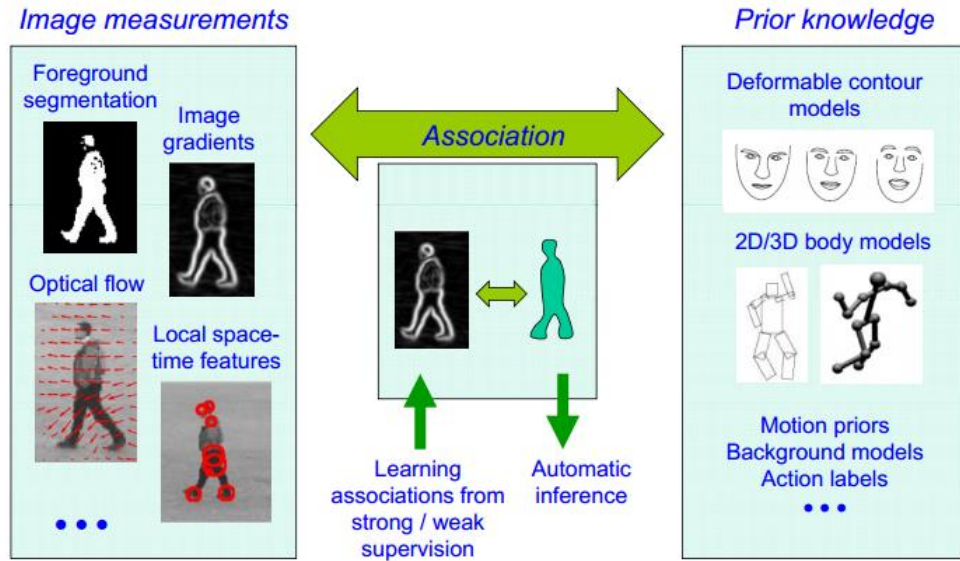 Image measurements
Foreground
segmentation
Image
gradients
Optical flow
Local space-
time features
• • •
Association
Learning
associations from
strong / weak
supervision
Automatic
inference
Prior knowledge
Deformable contour
models
2D/3D body models
Motion priors
Background models
Action labels
• • •